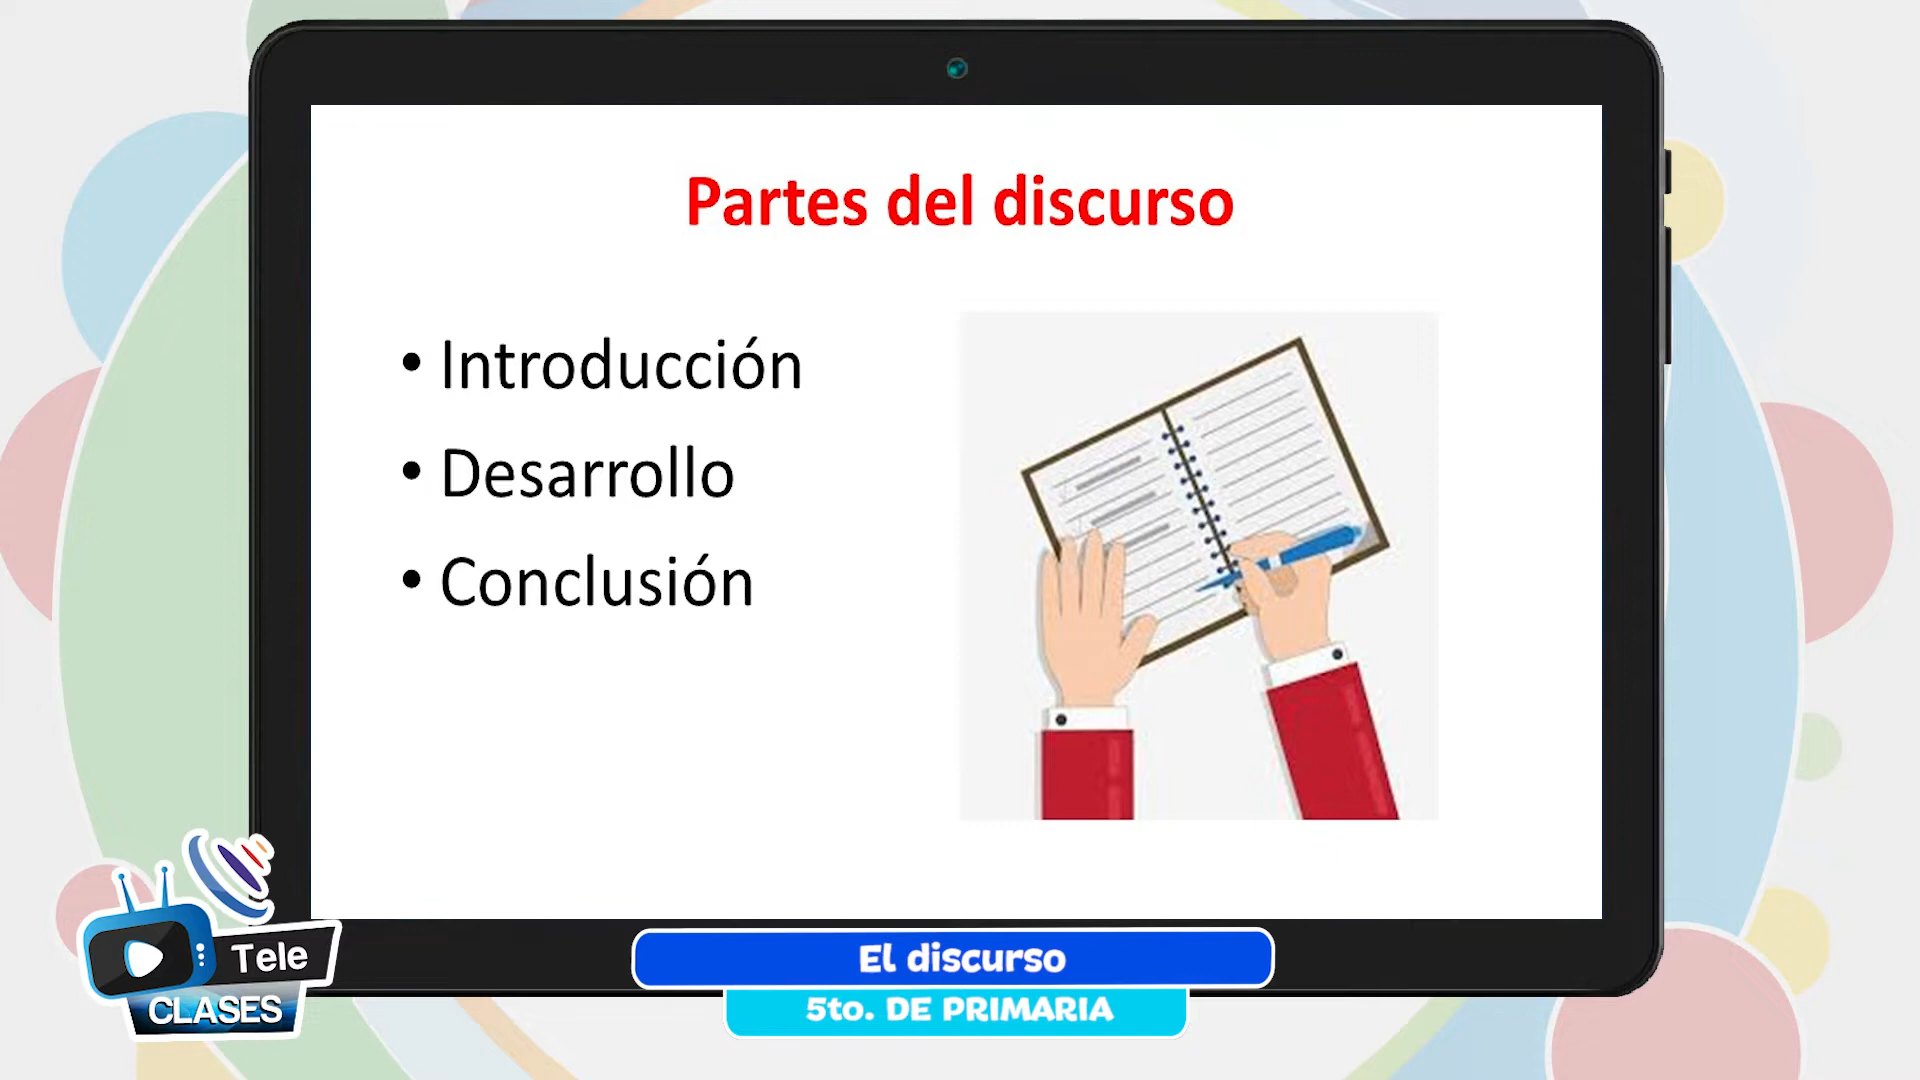 Partes del discurso
• Introducción
• Desarrollo
• Conclusión
El discurso
5to. DE PRIMARIA
Tele
CLASES